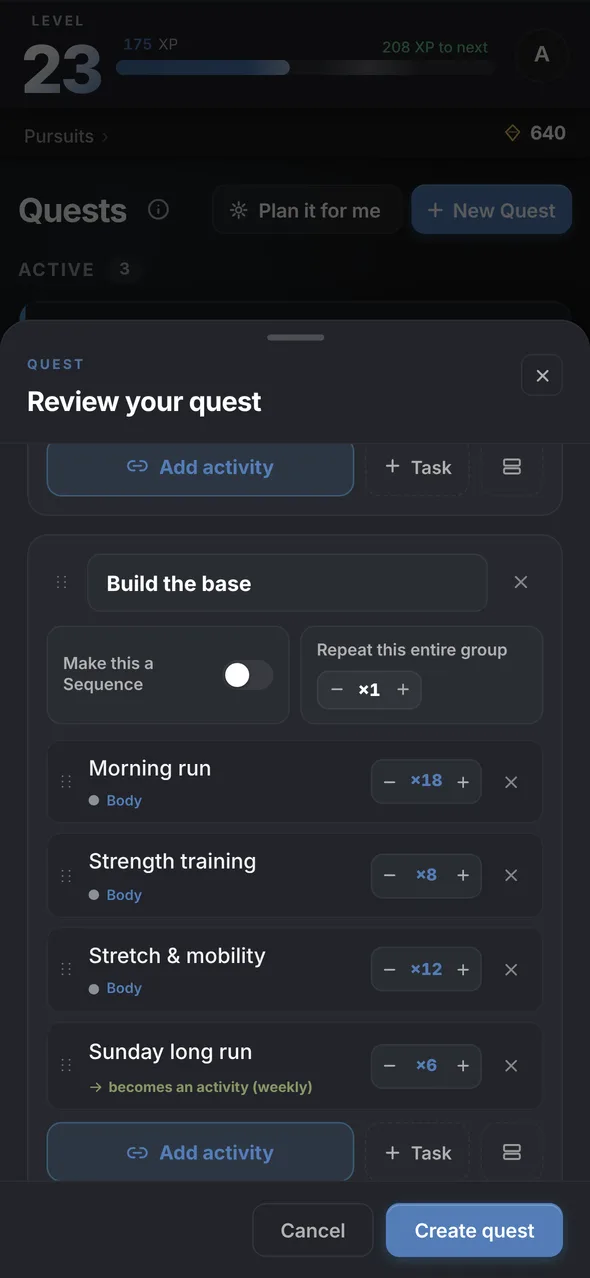 LEVEL
23
175 XP
208 XP to next
A
Pursuits ›
640
Quests
Plan it for me
+ New Quest
ACTIVE 3
QUEST
Review your quest
Add activity
+ Task
Build the base
Make this a
Sequence
Repeat this entire group
− ×1 +
Morning run
Body
− ×18 +
Strength training
Body
− ×8 +
Stretch & mobility
Body
− ×12 +
Sunday long run
→ becomes an activity (weekly)
− ×6 +
Add activity
+ Task
Cancel
Create quest